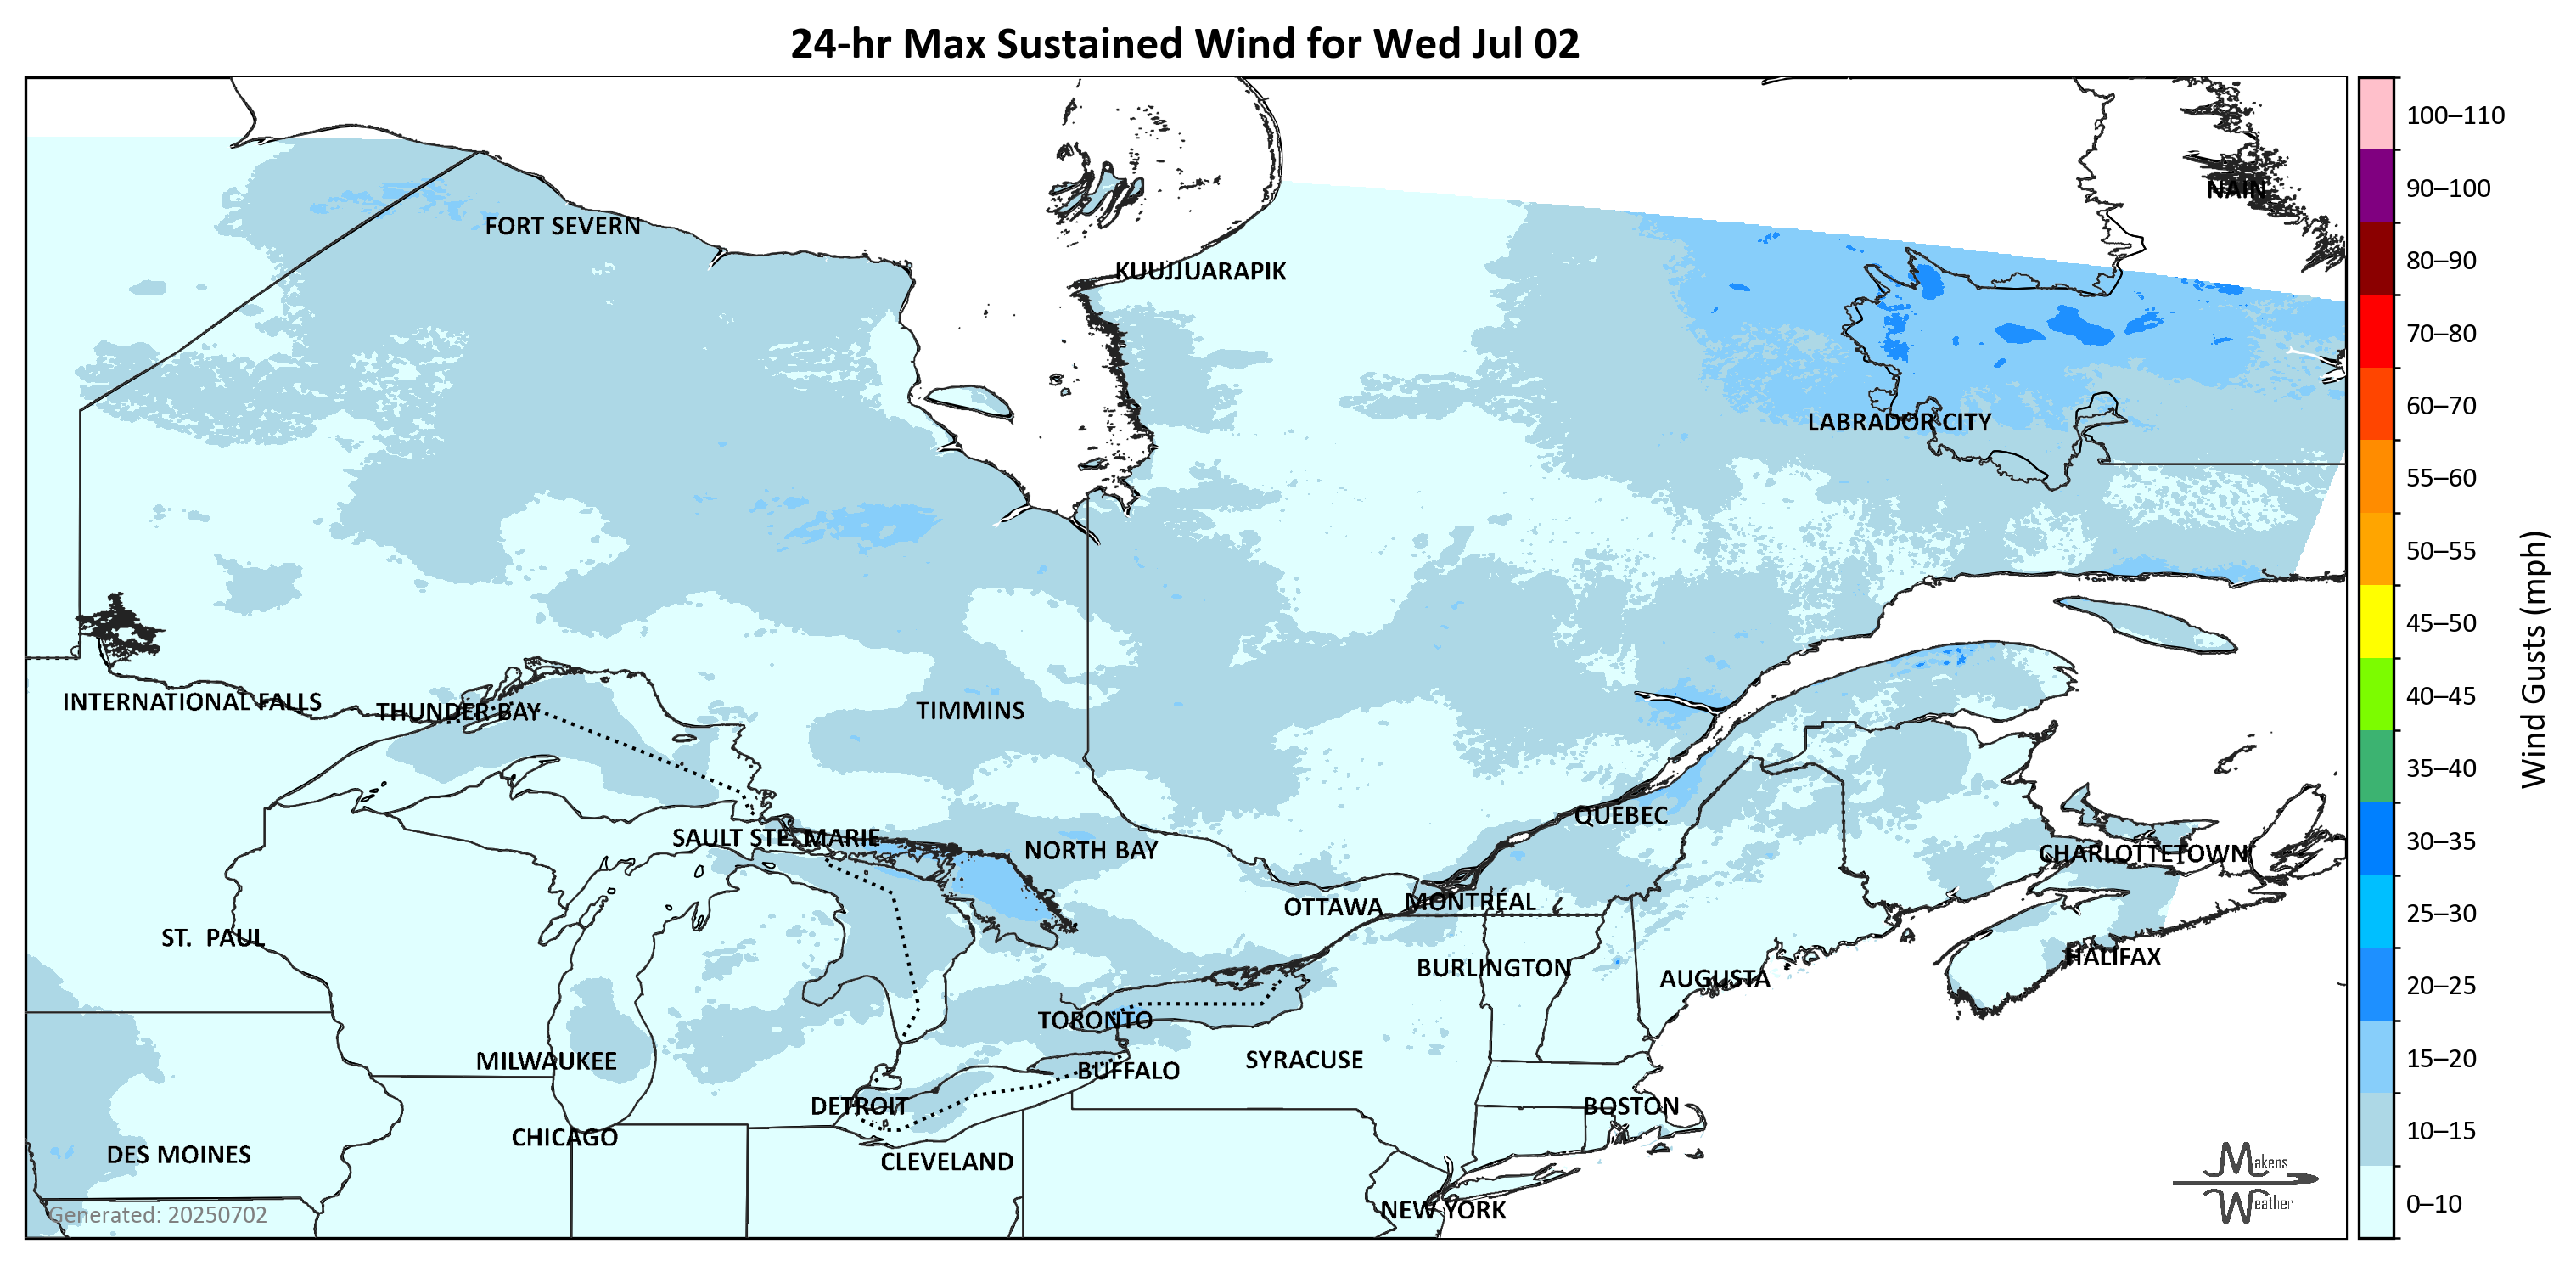 24-hr Max Sustained Wind for Wed Jul 02
100–110
90–100
80–90
70–80
60–70
55–60
50–55
45–50
40–45
35–40
30–35
25–30
20–25
15–20
10–15
0–10
Wind Gusts (mph)
NAIN
FORT SEVERN
KUUJJUARAPIK
LABRADOR CITY
INTERNATIONAL FALLS
THUNDER BAY
TIMMINS
QUEBEC
SAULT STE. MARIE
NORTH BAY
CHARLOTTETOWN
OTTAWA
MONTRÉAL
ST. PAUL
HALIFAX
BURLINGTON
AUGUSTA
TORONTO
MILWAUKEE
SYRACUSE
BUFFALO
DETROIT
BOSTON
CHICAGO
DES MOINES
CLEVELAND
NEW YORK
Generated: 20250702
Makens
Weather